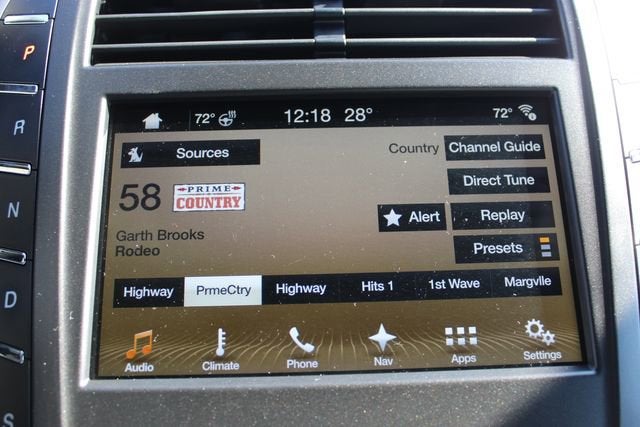 P
R
N
D
S
72° 12:18 28° 72°
Sources Country Channel Guide
Direct Tune
58 PRIME COUNTRY
Alert Replay
Garth Brooks
Rodeo
Presets
Highway PrmeCtry Highway Hits 1 1st Wave Margvlle
Audio Climate Phone Nav Apps Settings